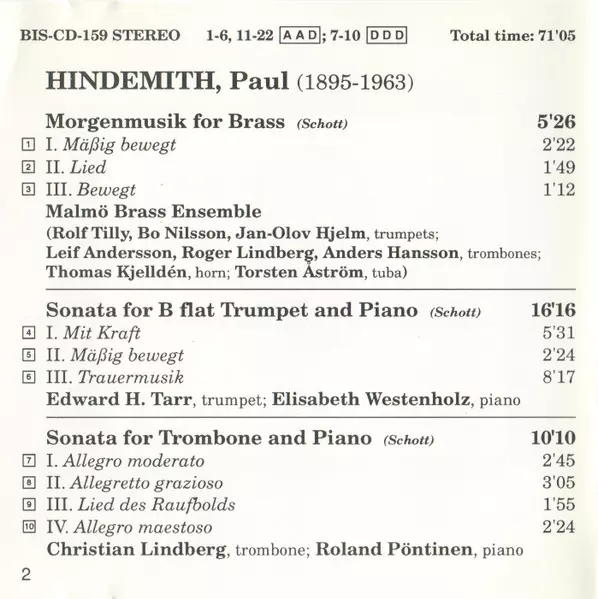 BIS-CD-159 STEREO 1-6, 11-22 AAD; 7-10 DDD Total time: 71'05
HINDEMITH, Paul (1895-1963)
Morgenmusik for Brass (Schott) 5'26
1 I. Mäßig bewegt 2'22
2 II. Lied 1'49
3 III. Bewegt 1'12
Malmö Brass Ensemble
(Rolf Tilly, Bo Nilsson, Jan-Olov Hjelm, trumpets;
Leif Andersson, Roger Lindberg, Anders Hansson, trombones;
Thomas Kjelldén, horn; Torsten Åström, tuba)
Sonata for B flat Trumpet and Piano (Schott) 16'16
4 I. Mit Kraft 5'31
5 II. Mäßig bewegt 2'24
6 III. Trauermusik 8'17
Edward H. Tarr, trumpet; Elisabeth Westenholz, piano
Sonata for Trombone and Piano (Schott) 10'10
7 I. Allegro moderato 2'45
8 II. Allegretto grazioso 3'05
9 III. Lied des Raufbolds 1'55
10 IV. Allegro maestoso 2'24
Christian Lindberg, trombone; Roland Pöntinen, piano
2